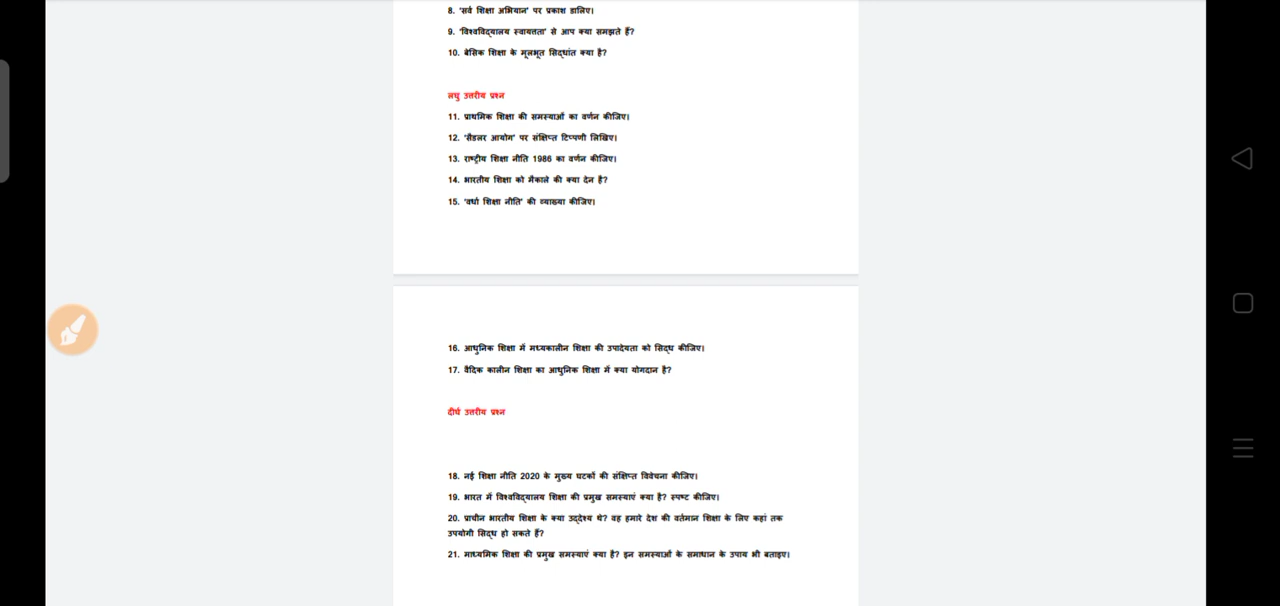 8. 'सर्व शिक्षा अभियान' पर प्रकाश डालिए।
9. 'विश्वविद्यालय स्वायत्तता' से आप क्या समझते हैं?
10. बेसिक शिक्षा के मूलभूत सिद्धांत क्या है?
लघु उत्तरीय प्रश्न
11. प्राथमिक शिक्षा की समस्याओं का वर्णन कीजिए।
12. 'सैडलर आयोग' पर संक्षिप्त टिप्पणी लिखिए।
13. राष्ट्रीय शिक्षा नीति 1986 का वर्णन कीजिए।
14. भारतीय शिक्षा को मैकाले की क्या देन है?
15. 'वर्धा शिक्षा नीति' की व्याख्या कीजिए।
16. आधुनिक शिक्षा में मध्यकालीन शिक्षा की उपादेयता को सिद्ध कीजिए।
17. वैदिक कालीन शिक्षा का आधुनिक शिक्षा में क्या योगदान है?
दीर्घ उत्तरीय प्रश्न
18. नई शिक्षा नीति 2020 के मुख्य घटकों की संक्षिप्त विवेचना कीजिए।
19. भारत में विश्वविद्यालय शिक्षा की प्रमुख समस्याएं क्या है? स्पष्ट कीजिए।
20. प्राचीन भारतीय शिक्षा के क्या उद्देश्य थे? वह हमारे देश की वर्तमान शिक्षा के लिए कहां तक
उपयोगी सिद्ध हो सकते हैं?
21. माध्यमिक शिक्षा की प्रमुख समस्याएं क्या है? इन समस्याओं के समाधान के उपाय भी बताइए।